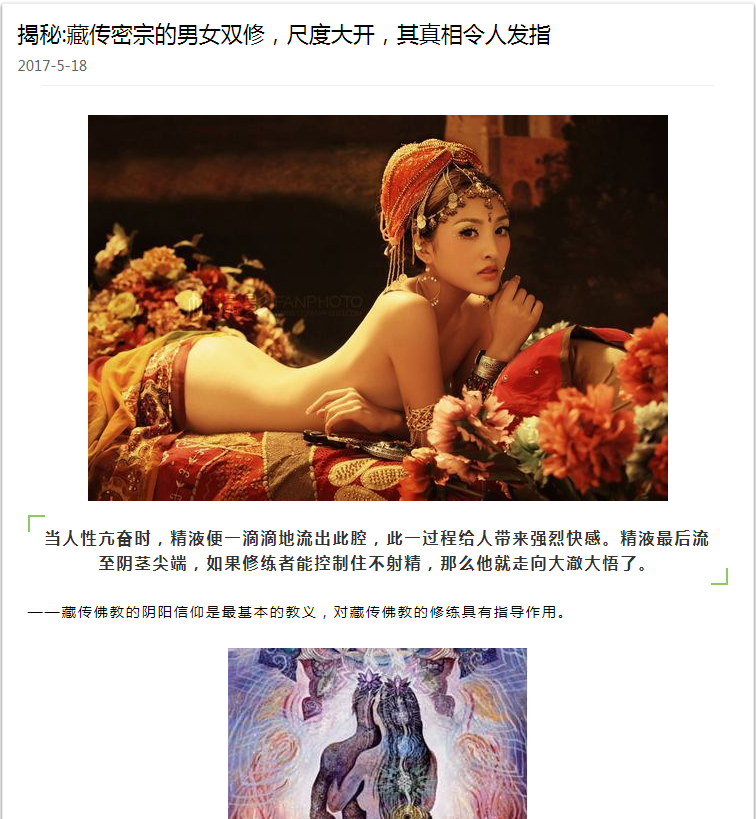 揭秘:藏传密宗的男女双修，尺度大开，其真相令人发指
2017-5-18
FANPHOTO
当人性亢奋时，精液便一滴滴地流出此腔，此一过程给人带来强烈快感。精液最后流
至阴茎尖端，如果修练者能控制住不射精，那么他就走向大澈大悟了。
——藏传佛教的阴阳信仰是最基本的教义，对藏传佛教的修练具有指导作用。